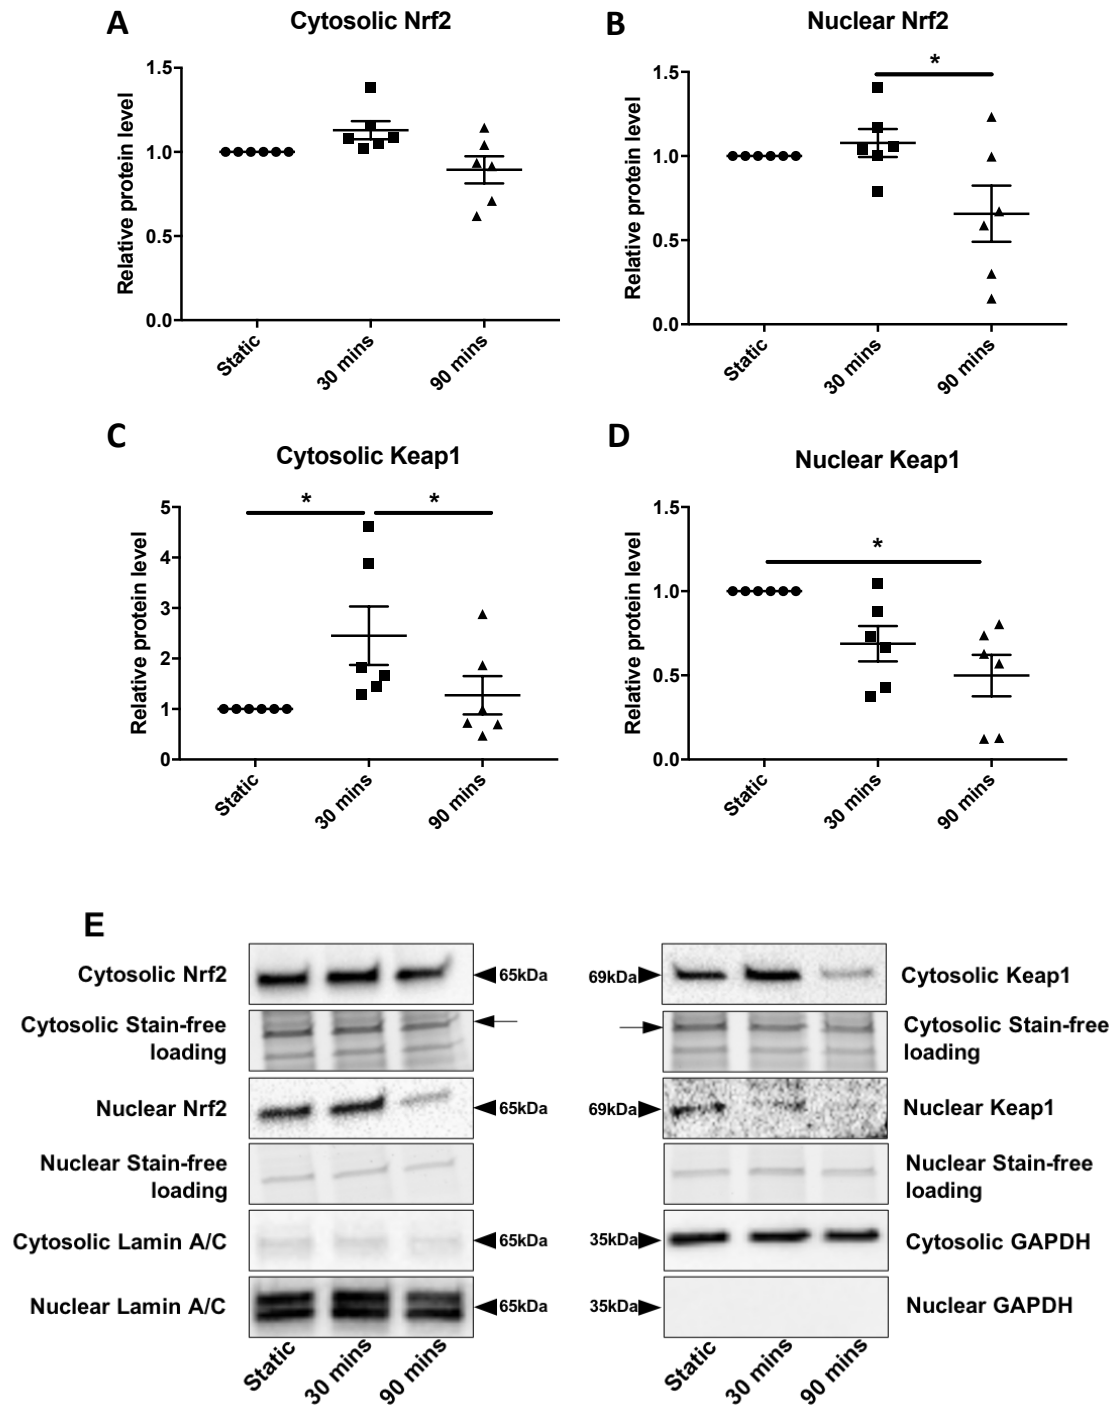 A
Cytosolic Nrf2
Relative protein level
1.5
1.0
0.5
0.0
Static
30 mins
90 mins
B
Nuclear Nrf2
Relative protein level
1.5
1.0
0.5
0.0
*
Static
30 mins
90 mins
C
Cytosolic Keap1
Relative protein level
5
4
3
2
1
0
*
*
Static
30 mins
90 mins
D
Nuclear Keap1
Relative protein level
1.5
1.0
0.5
0.0
*
Static
30 mins
90 mins
E
Cytosolic Nrf2
65kDa
Cytosolic Stain-free
loading
Nuclear Nrf2
65kDa
Nuclear Stain-free
loading
Cytosolic Lamin A/C
65kDa
Nuclear Lamin A/C
65kDa
Static
30 mins
90 mins
69kDa
Cytosolic Keap1
Cytosolic Stain-free
loading
69kDa
Nuclear Keap1
Nuclear Stain-free
loading
35kDa
Cytosolic GAPDH
35kDa
Nuclear GAPDH
Static
30 mins
90 mins